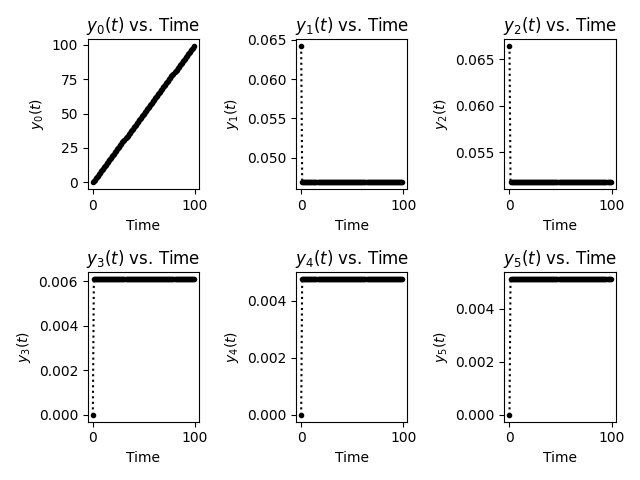 y₀(t) vs. Time
y₁(t) vs. Time
y₂(t) vs. Time
y₀(t)
100
75
50
25
0
0
100
Time
y₁(t)
0.065
0.060
0.055
0.050
0
100
Time
y₂(t)
0.065
0.060
0.055
0
100
Time
y₃(t) vs. Time
y₄(t) vs. Time
y₅(t) vs. Time
y₃(t)
0.006
0.004
0.002
0.000
0
100
Time
y₄(t)
0.004
0.002
0.000
0
100
Time
y₅(t)
0.004
0.002
0.000
0
100
Time